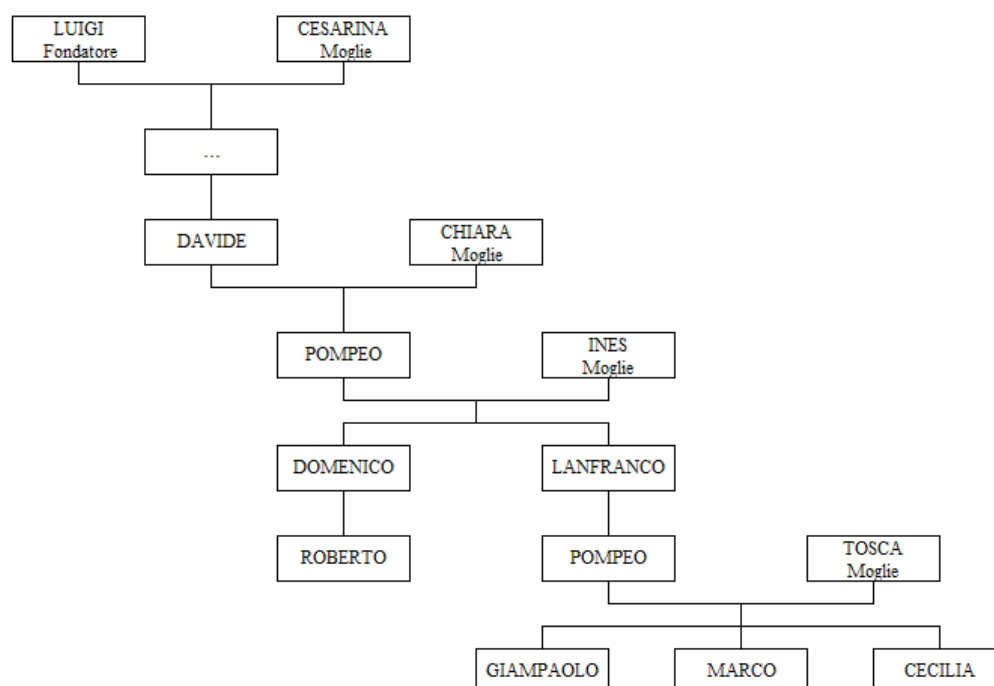 LUIGI
Fondatore
CESARINA
Moglie
...
DAVIDE
CHIARA
Moglie
POMPEO
INES
Moglie
DOMENICO
LANFRANCO
ROBERTO
POMPEO
TOSCA
Moglie
GIAMPAOLO
MARCO
CECILIA